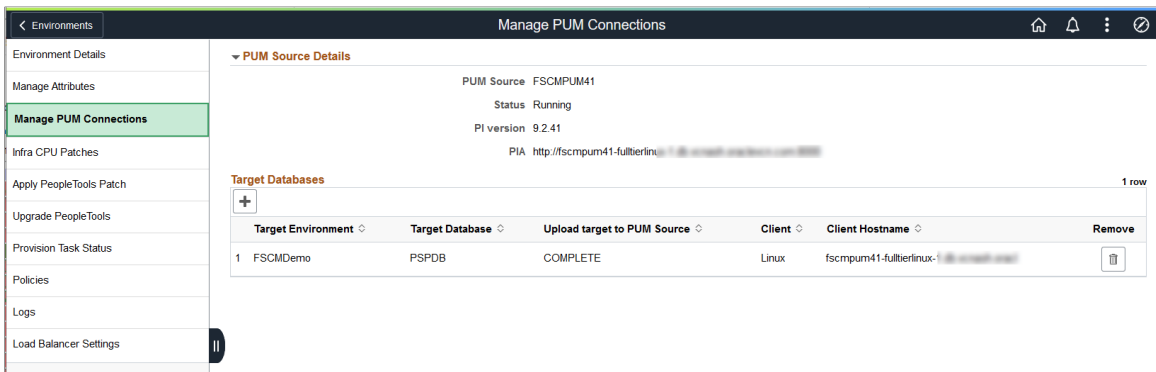 Environments
Manage PUM Connections
Environment Details
Manage Attributes
Manage PUM Connections
Infra CPU Patches
Apply PeopleTools Patch
Upgrade PeopleTools
Provision Task Status
Policies
Logs
Load Balancer Settings
PUM Source Details
PUM Source FSCMPUM41
Status Running
PI version 9.2.41
PIA http://fscmpum41-fulltierlinux-
Target Databases
1 row
Target Environment Target Database Upload target to PUM Source Client Client Hostname Remove
1 FSCMDemo PSPDB COMPLETE Linux fscmpum41-fulltierlinux-